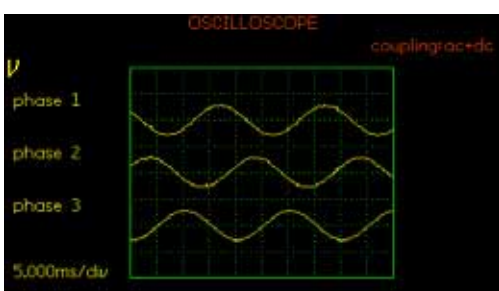 OSCILLOSCOPE
coupling:ac+dc
V
phase 1
phase 2
phase 3
5.000ms/div